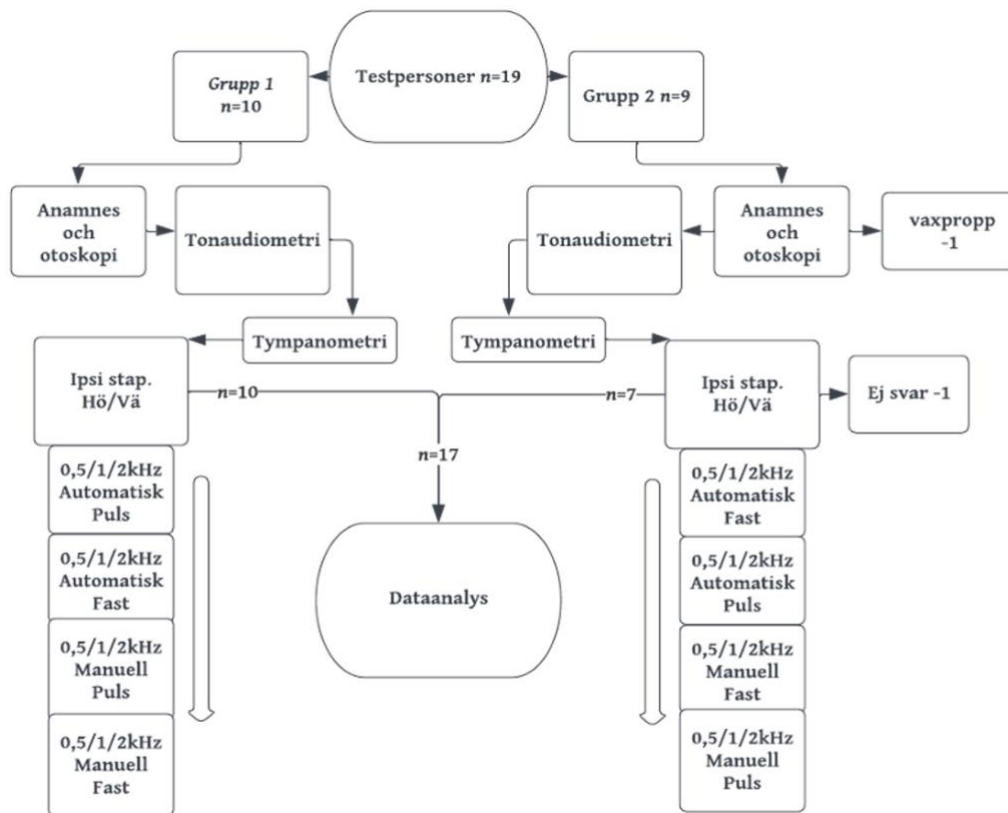 Testpersoner n=19
Grupp 1
n=10
Grupp 2 n=9
Anamnes
och
otoskopi
Tonaudiometri
Tonaudiometri
Anamnes
och
otoskopi
vaxpropp
-1
Tympanometri
Tympanometri
Ipsi stap.
Hö/Vä
n=10
n=7
Ipsi stap.
Hö/Vä
Ej svar -1
n=17
0,5/1/2kHz
Automatisk
Puls
0,5/1/2kHz
Automatisk
Fast
0,5/1/2kHz
Manuell
Puls
0,5/1/2kHz
Manuell
Fast
Dataanalys
0,5/1/2kHz
Automatisk
Fast
0,5/1/2kHz
Automatisk
Puls
0,5/1/2kHz
Manuell
Fast
0,5/1/2kHz
Manuell
Puls